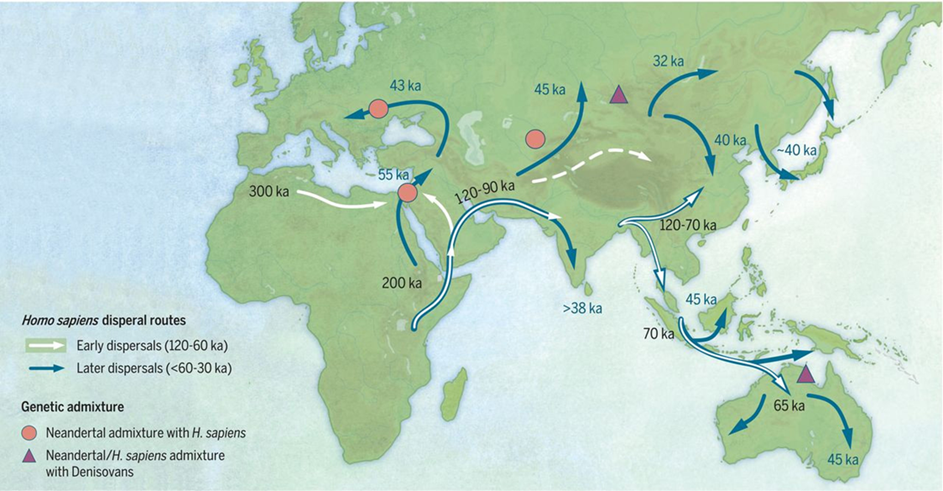 32 ka
43 ka
45 ka
40 ka
~40 ka
55 ka
300 ka
120-90 ka
120-70 ka
200 ka
>38 ka
45 ka
70 ka
65 ka
45 ka
Homo sapiens disperal routes
Early dispersals (120-60 ka)
Later dispersals (<60-30 ka)
Genetic admixture
Neandertal admixture with H. sapiens
Neandertal/H. sapiens admixture
with Denisovans